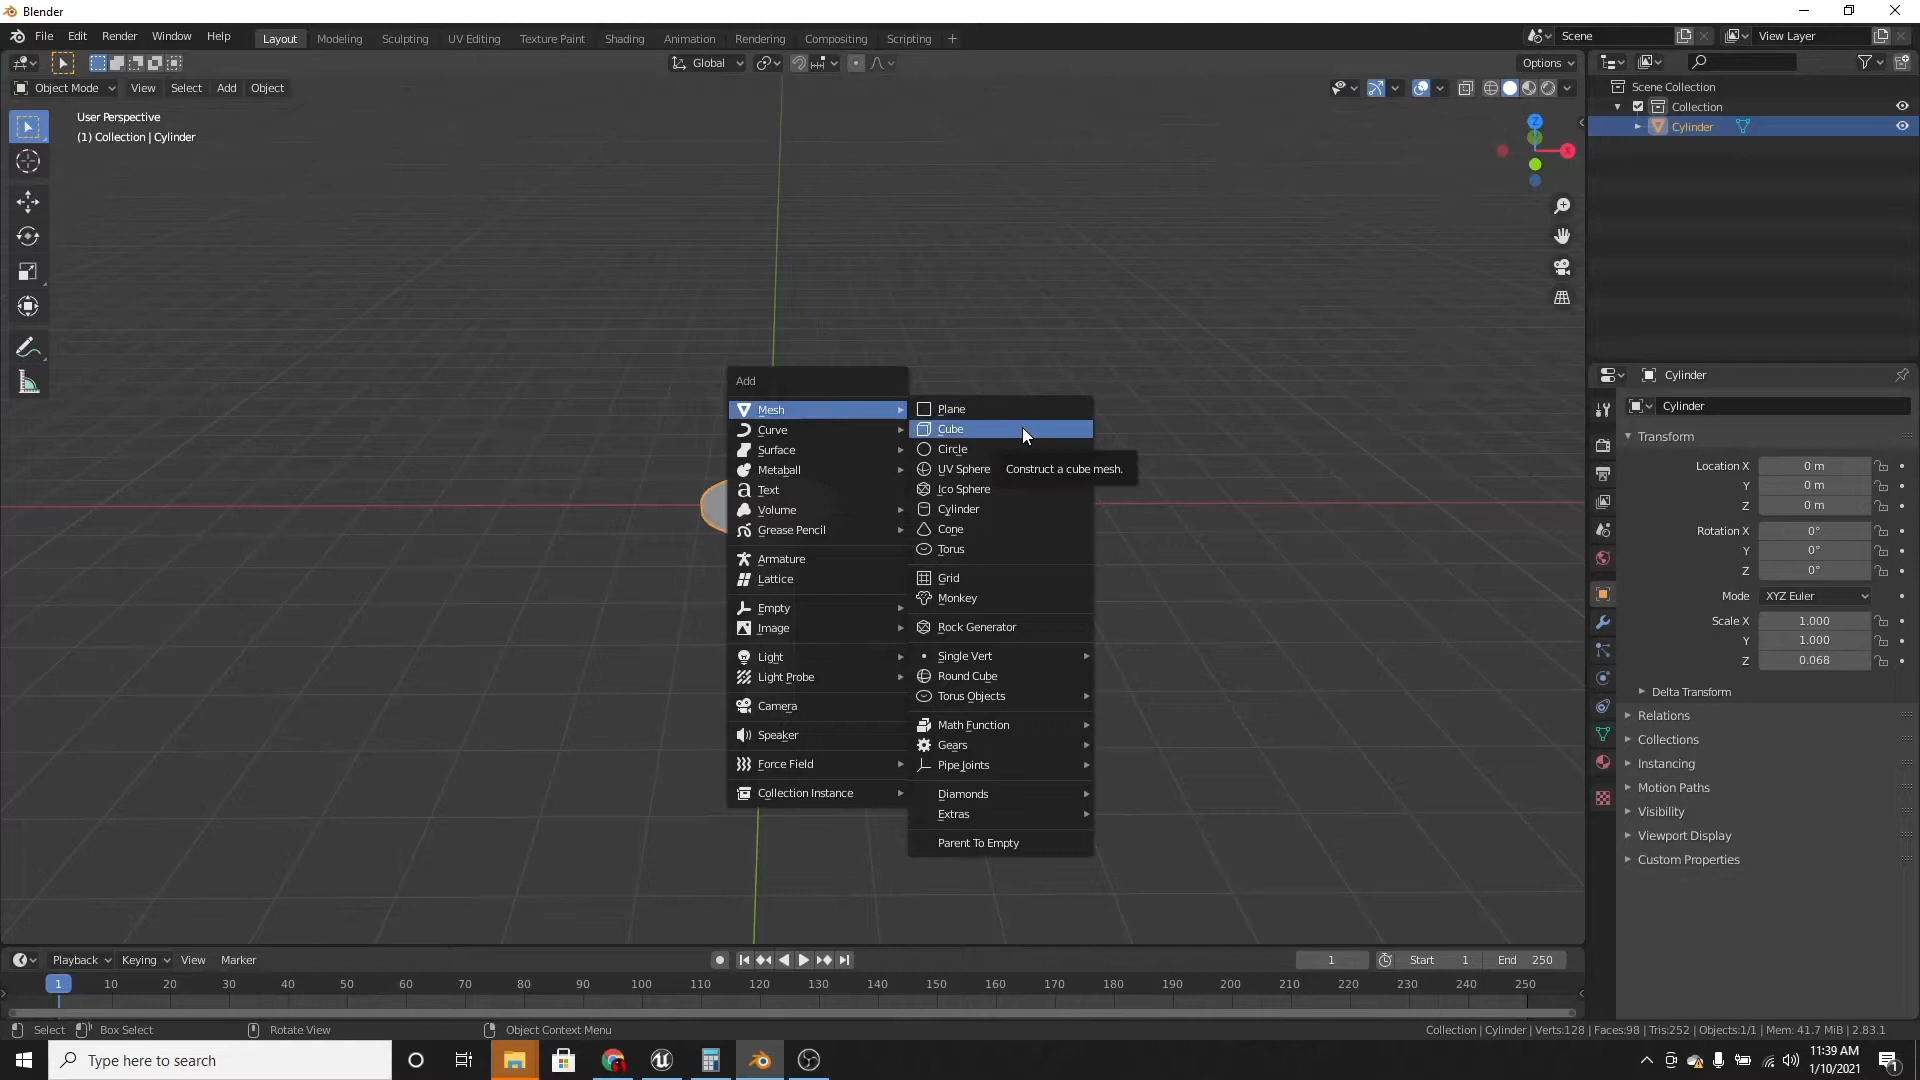 Blender
File Edit Render Window Help
Layout Modeling Sculpting UV Editing Texture Paint Shading Animation Rendering Compositing Scripting +
Scene
View Layer
Global
Options
Object Mode View Select Add Object
User Perspective
(1) Collection | Cylinder
Z
X
Scene Collection
Collection
Cylinder
Add
Mesh
Curve
Surface
Metaball
Text
Volume
Grease Pencil
Armature
Lattice
Empty
Image
Light
Light Probe
Camera
Speaker
Force Field
Collection Instance
Plane
Cube
Circle
UV Sphere
Ico Sphere
Cylinder
Cone
Torus
Grid
Monkey
Rock Generator
Single Vert
Round Cube
Torus Objects
Math Function
Gears
Pipe Joints
Diamonds
Extras
Parent To Empty
Construct a cube mesh.
Cylinder
Cylinder
Transform
Location X 0 m
Y 0 m
Z 0 m
Rotation X 0°
Y 0°
Z 0°
Mode XYZ Euler
Scale X 1.000
Y 1.000
Z 0.068
Delta Transform
Relations
Collections
Instancing
Motion Paths
Visibility
Viewport Display
Custom Properties
Playback Keying View Marker
1 Start 1 End 250
1 10 20 30 40 50 60 70 80 90 100 110 120 130 140 150 160 170 180 190 200 210 220 230 240 250
Select Box Select Rotate View Object Context Menu
Collection | Cylinder | Verts:128 | Faces:98 | Tris:252 | Objects:1/1 | Mem: 41.7 MiB | 2.83.1
Type here to search
11:39 AM
1/10/2021
1